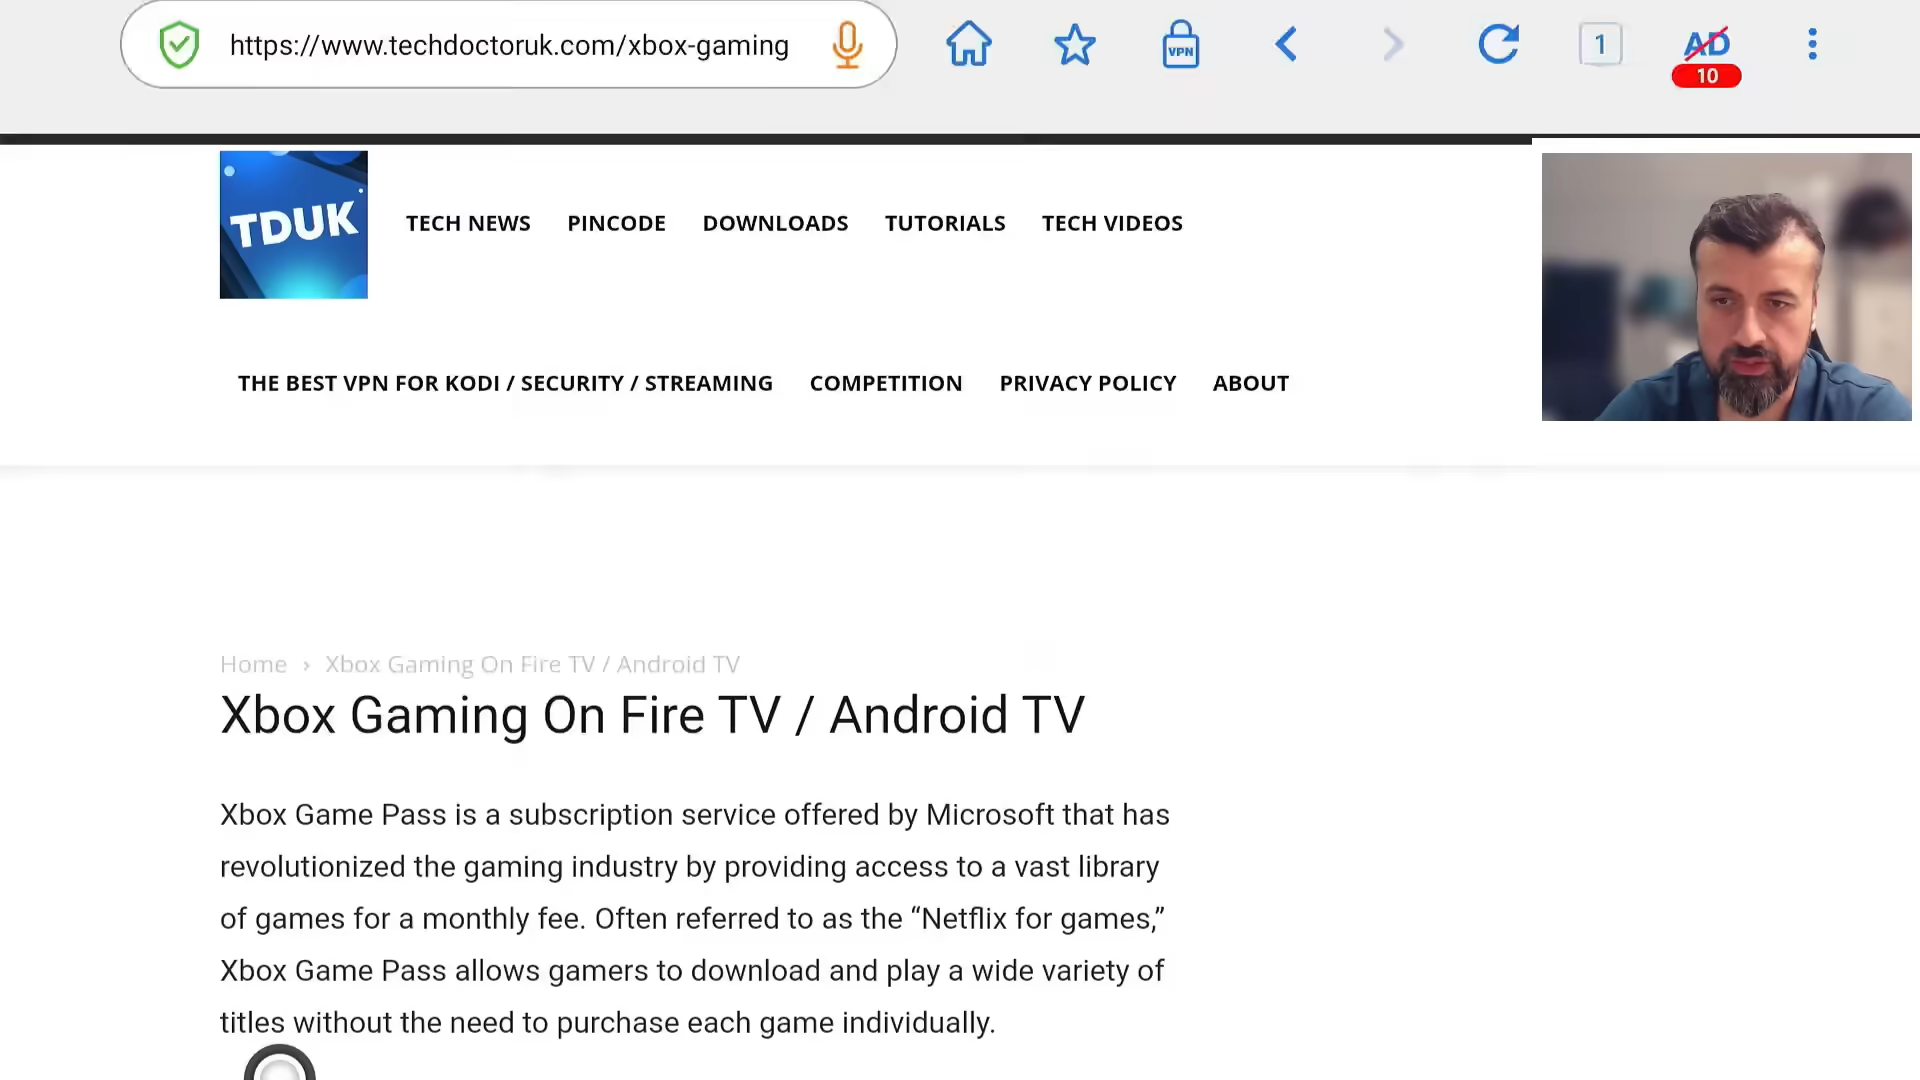 https://www.techdoctoruk.com/xbox-gaming
VPN
1
AD
10
TDUK
TECH NEWS PINCODE DOWNLOADS TUTORIALS TECH VIDEOS
THE BEST VPN FOR KODI / SECURITY / STREAMING COMPETITION PRIVACY POLICY ABOUT
Home › Xbox Gaming On Fire TV / Android TV
Xbox Gaming On Fire TV / Android TV
Xbox Game Pass is a subscription service offered by Microsoft that has
revolutionized the gaming industry by providing access to a vast library
of games for a monthly fee. Often referred to as the “Netflix for games,”
Xbox Game Pass allows gamers to download and play a wide variety of
titles without the need to purchase each game individually.